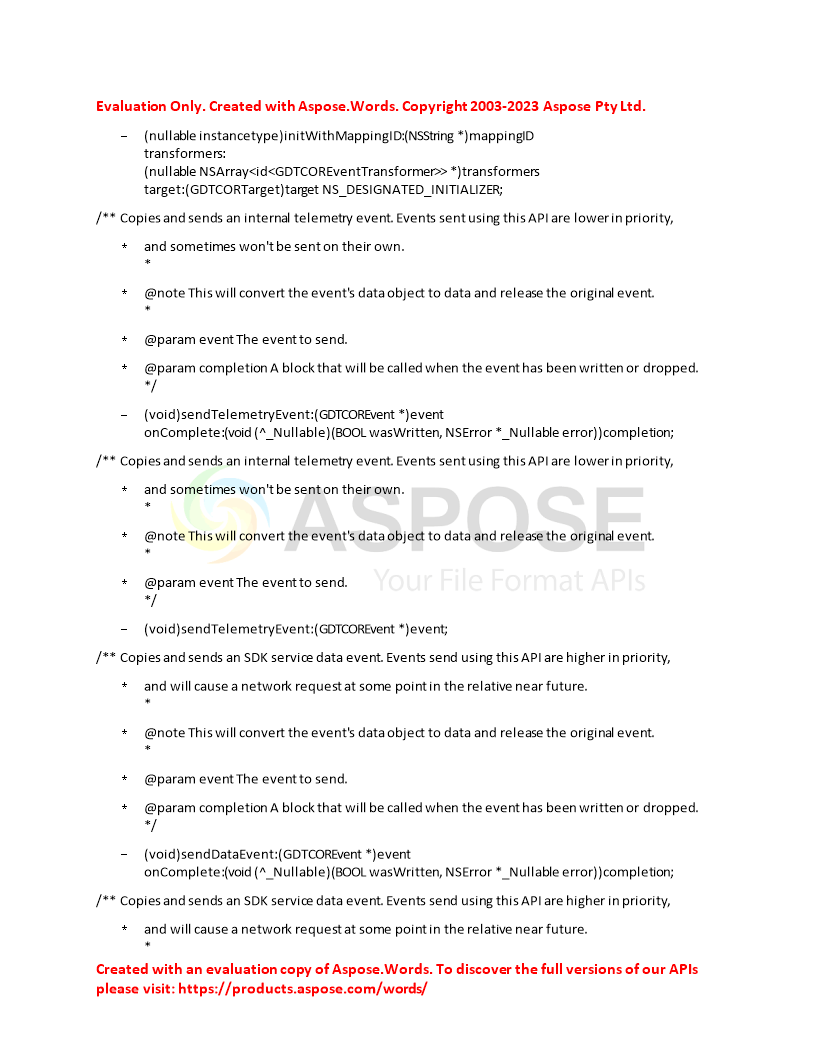 Evaluation Only. Created with Aspose.Words. Copyright 2003-2023 Aspose Pty Ltd.
– (nullable instancetype)initWithMappingID:(NSString *)mappingID
transformers:
(nullable NSArray<id<GDTCOREventTransformer>> *)transformers
target:(GDTCORTarget)target NS_DESIGNATED_INITIALIZER;
/** Copies and sends an internal telemetry event. Events sent using this API are lower in priority,
* and sometimes won't be sent on their own.
*
* @note This will convert the event's data object to data and release the original event.
*
* @param event The event to send.
* @param completion A block that will be called when the event has been written or dropped.
*/
– (void)sendTelemetryEvent:(GDTCOREvent *)event
onComplete:(void (^_Nullable)(BOOL wasWritten, NSError *_Nullable error))completion;
/** Copies and sends an internal telemetry event. Events sent using this API are lower in priority,
* and sometimes won't be sent on their own.
*
* @note This will convert the event's data object to data and release the original event.
*
* @param event The event to send.
*/
– (void)sendTelemetryEvent:(GDTCOREvent *)event;
/** Copies and sends an SDK service data event. Events send using this API are higher in priority,
* and will cause a network request at some point in the relative near future.
*
* @note This will convert the event's data object to data and release the original event.
*
* @param event The event to send.
* @param completion A block that will be called when the event has been written or dropped.
*/
– (void)sendDataEvent:(GDTCOREvent *)event
onComplete:(void (^_Nullable)(BOOL wasWritten, NSError *_Nullable error))completion;
/** Copies and sends an SDK service data event. Events send using this API are higher in priority,
* and will cause a network request at some point in the relative near future.
*
Created with an evaluation copy of Aspose.Words. To discover the full versions of our APIs
please visit: https://products.aspose.com/words/
ASPOSE
Your File Format APIs